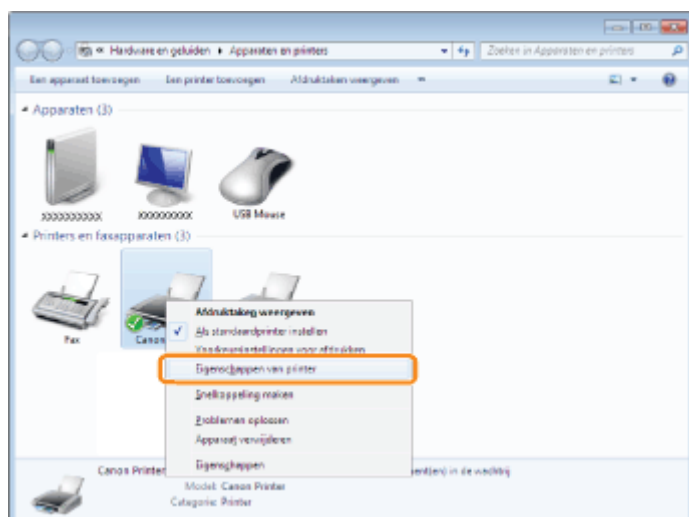 « Hardware en geluiden ▸ Apparaten en printers Zoeken in Apparaten en printers
Een apparaat toevoegen Een printer toevoegen Afdruktaken weergeven »
Apparaten (3)
XXXXXXXXXX XXXXXXXXX USB Mouse
Printers en faxapparaten (3)
Fax Canon
Afdruktaken weergeven
Als standaardprinter instellen
Voorkeursinstellingen voor afdrukken
Eigenschappen van printer
Snelkoppeling maken
Problemen oplossen
Apparaat verwijderen
Eigenschappen
Canon Printer in de wachtrij
Model: Canon Printer
Categorie: Printer